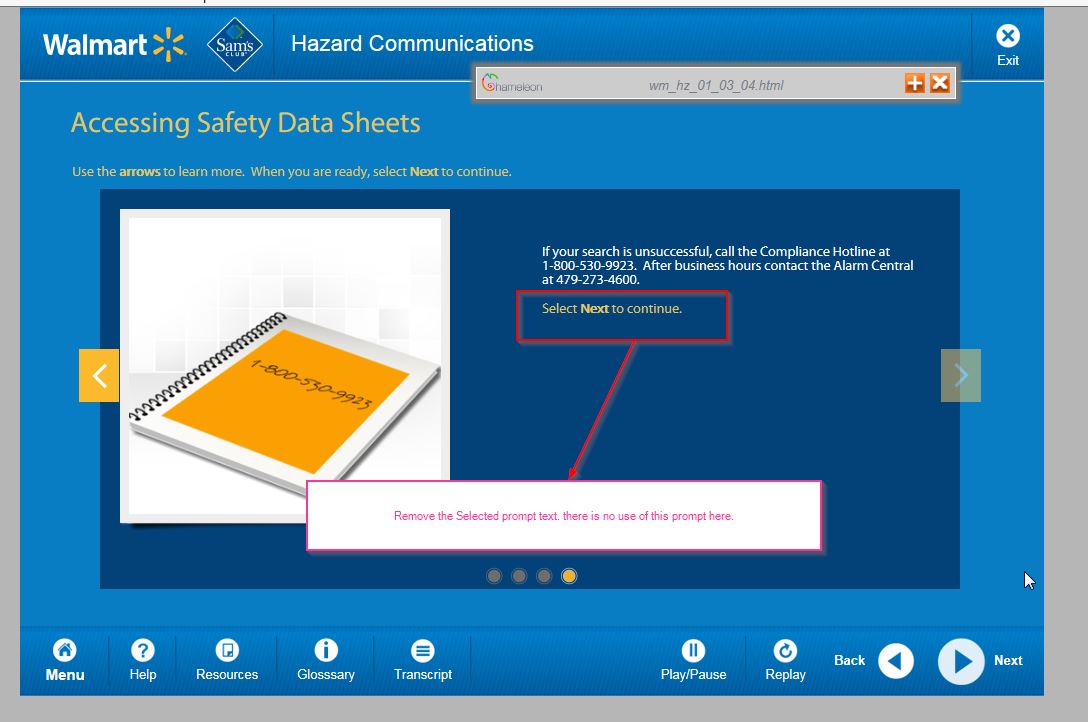 Walmart
Sam's
CLUB
Hazard Communications
Exit
Chameleon
wm_hz_01_03_04.html
Accessing Safety Data Sheets
Use the arrows to learn more. When you are ready, select Next to continue.
If your search is unsuccessful, call the Compliance Hotline at
1-800-530-9923. After business hours contact the Alarm Central
at 479-273-4600.
Select Next to continue.
1-800-530-9923
Remove the Selected prompt text. there is no use of this prompt here.
Menu
Help
Resources
Glosssary
Transcript
Play/Pause
Replay
Back
Next